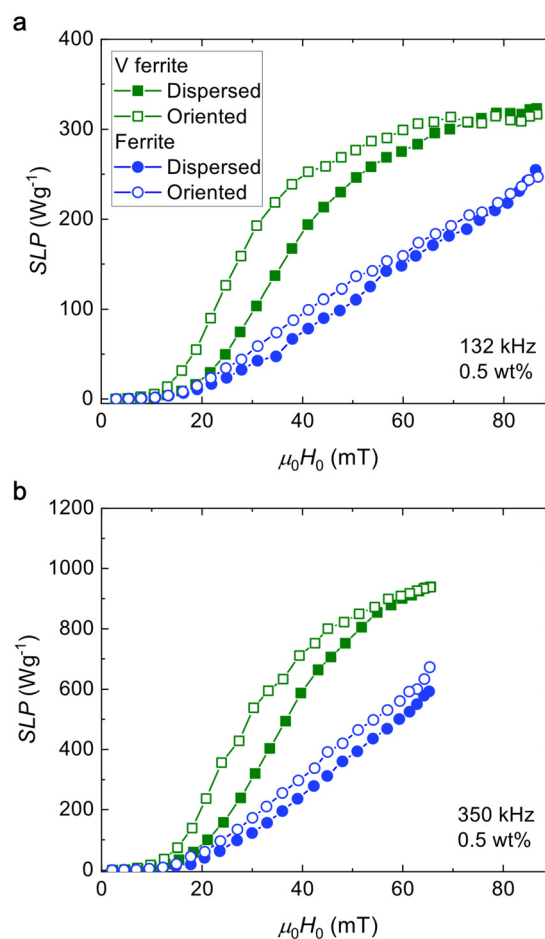 a
400
300
200
100
0
SLP (Wg⁻¹)
V ferrite
Dispersed
Oriented
Ferrite
Dispersed
Oriented
132 kHz
0.5 wt%
0 20 40 60 80
μ₀H₀ (mT)
b
1200
1000
800
600
400
200
0
SLP (Wg⁻¹)
350 kHz
0.5 wt%
0 20 40 60 80
μ₀H₀ (mT)